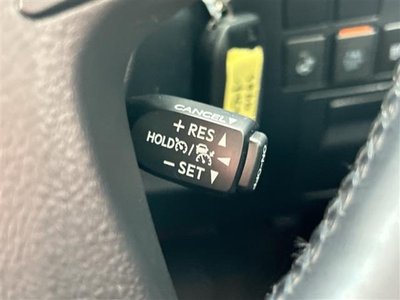 CANCEL
+ RES
HOLD /
- SET